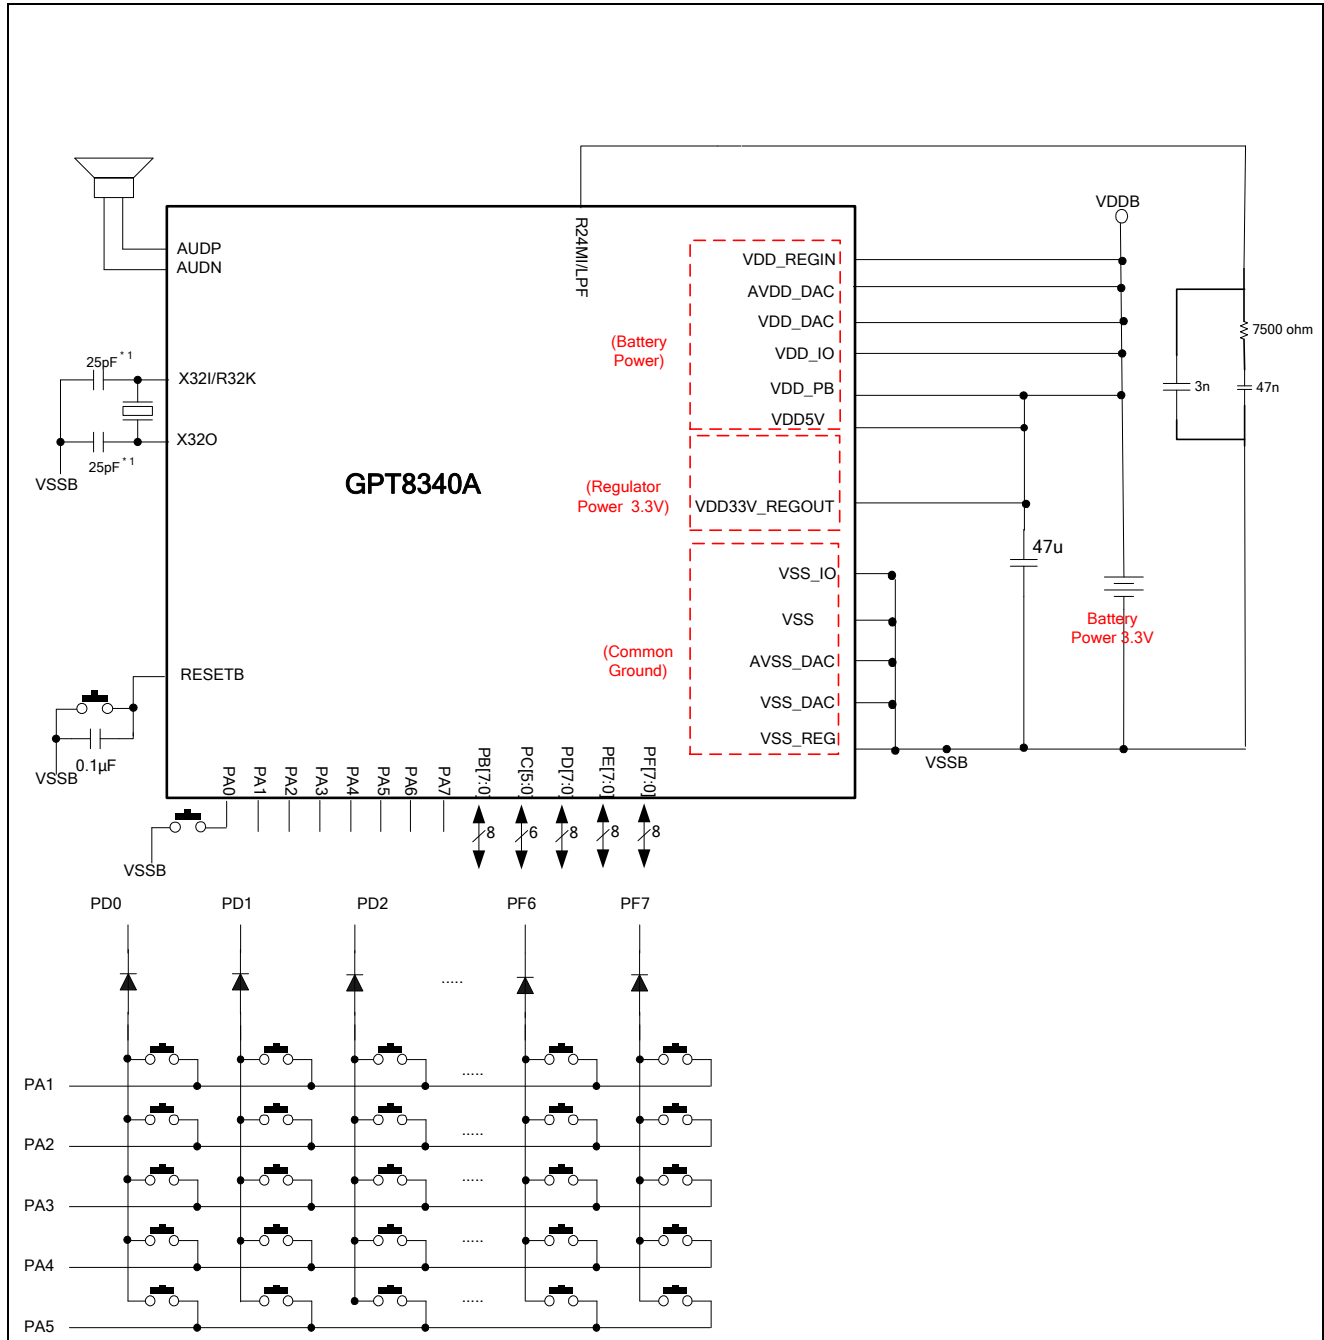 VDDB
AUDP
AUDN
R24MI/LPF
VDD_REGIN
AVDD_DAC
VDD_DAC
VDD_IO
VDD_PB
VDD5V
(Battery
Power)
7500 ohm
3n
47n
25pF * 1
X32I/R32K
X32O
25pF * 1
VSSB
GPT8340A
(Regulator
Power 3.3V)
VDD33V_REGOUT
47u
VSS_IO
VSS
AVSS_DAC
VSS_DAC
VSS_REG
(Common
Ground)
Battery
Power 3.3V
VSSB
RESETB
0.1µF
VSSB
PA0
PA1
PA2
PA3
PA4
PA5
PA6
PA7
PB[7:0]
PC[5:0]
PD[7:0]
PE[7:0]
PF[7:0]
8
6
8
8
8
VSSB
PD0
PD1
PD2
PF6
PF7
.....
PA1
.....
PA2
.....
PA3
.....
PA4
.....
PA5
.....